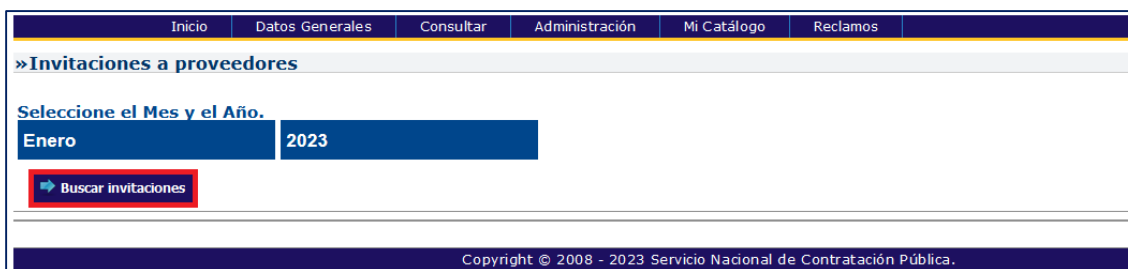 Inicio Datos Generales Consultar Administración Mi Catálogo Reclamos
»Invitaciones a proveedores
Seleccione el Mes y el Año.
Enero 2023
Buscar invitaciones
Copyright © 2008 - 2023 Servicio Nacional de Contratación Pública.